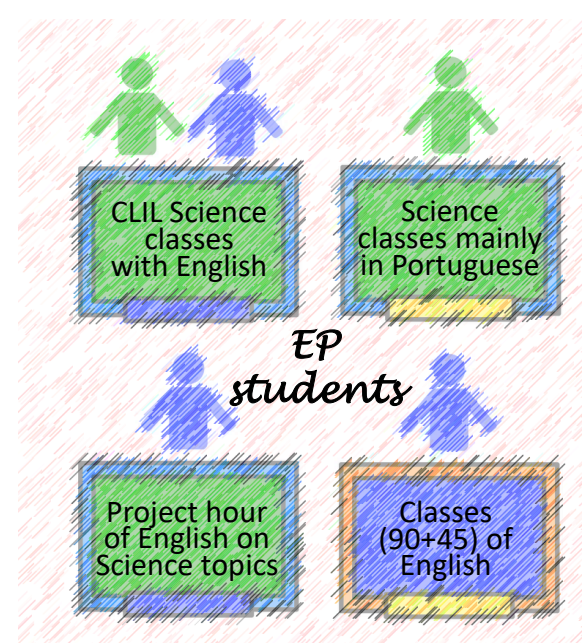 CLIL Science
classes
with English
Science
classes mainly
in Portuguese
EP
students
Project hour
of English on
Science topics
Classes
(90+45) of
English